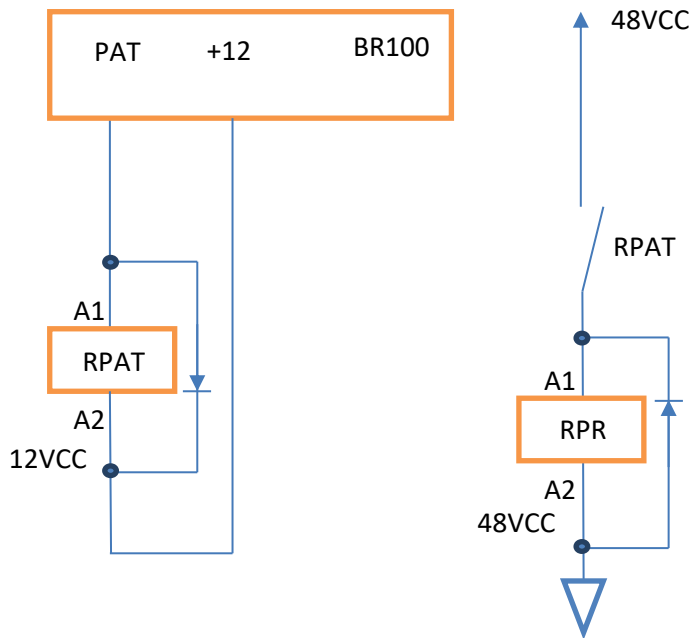 PAT +12 BR100
A1
RPAT
A2
12VCC
48VCC
RPAT
A1
RPR
A2
48VCC